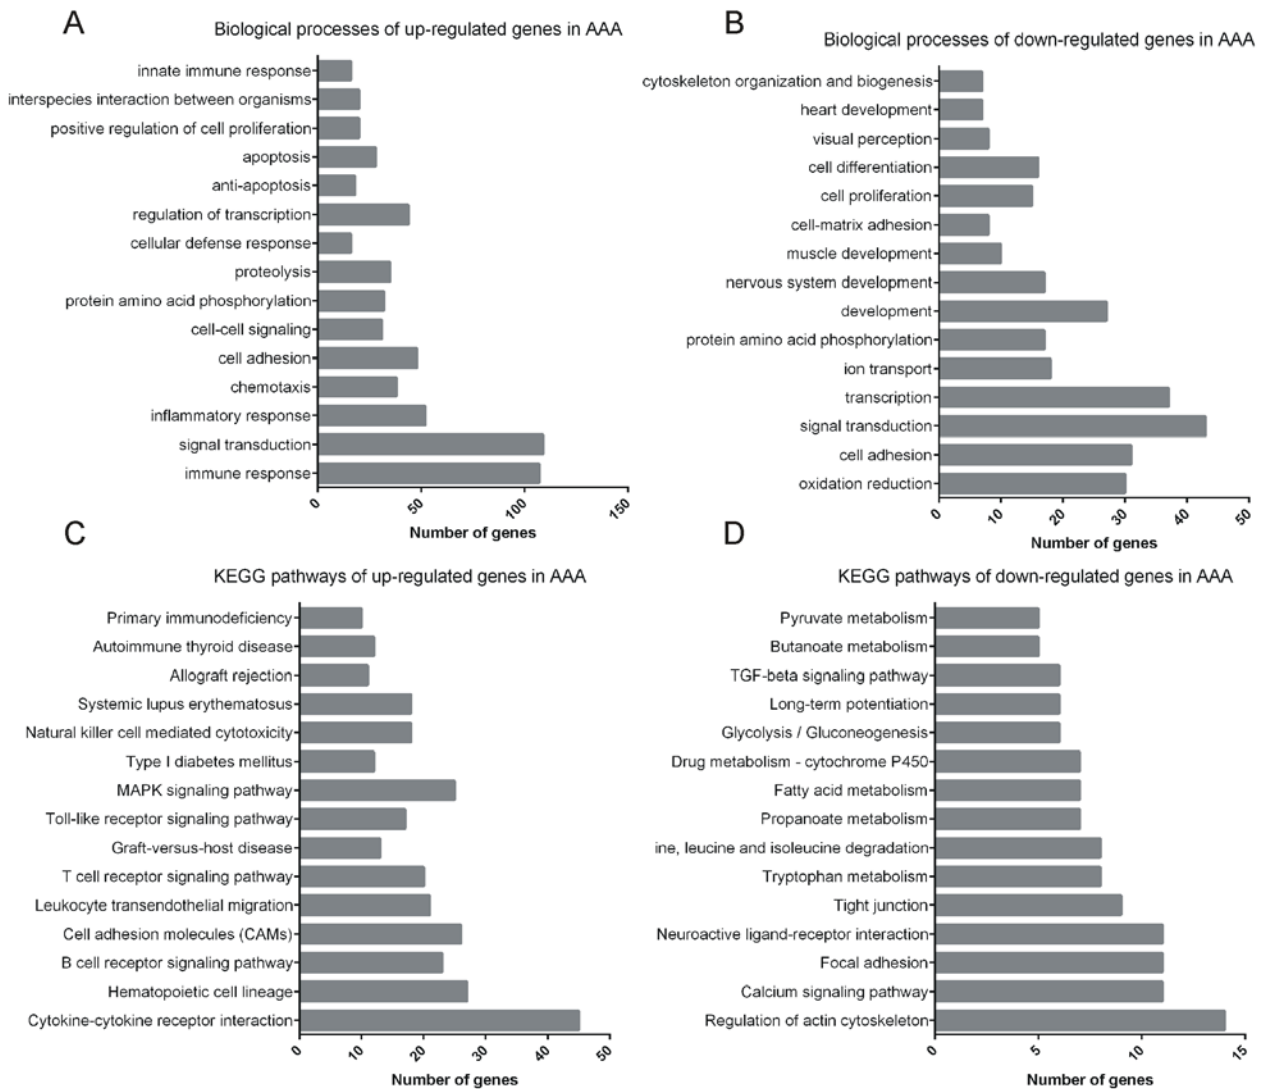 A
Biological processes of up-regulated genes in AAA
innate immune response
interspecies interaction between organisms
positive regulation of cell proliferation
apoptosis
anti-apoptosis
regulation of transcription
cellular defense response
proteolysis
protein amino acid phosphorylation
cell-cell signaling
cell adhesion
chemotaxis
inflammatory response
signal transduction
immune response
0 50 100 150
Number of genes
B
Biological processes of down-regulated genes in AAA
cytoskeleton organization and biogenesis
heart development
visual perception
cell differentiation
cell proliferation
cell-matrix adhesion
muscle development
nervous system development
development
protein amino acid phosphorylation
ion transport
transcription
signal transduction
cell adhesion
oxidation reduction
0 10 20 30 40 50
Number of genes
C
KEGG pathways of up-regulated genes in AAA
Primary immunodeficiency
Autoimmune thyroid disease
Allograft rejection
Systemic lupus erythematosus
Natural killer cell mediated cytotoxicity
Type I diabetes mellitus
MAPK signaling pathway
Toll-like receptor signaling pathway
Graft-versus-host disease
T cell receptor signaling pathway
Leukocyte transendothelial migration
Cell adhesion molecules (CAMs)
B cell receptor signaling pathway
Hematopoietic cell lineage
Cytokine-cytokine receptor interaction
0 10 20 30 40 50
Number of genes
D
KEGG pathways of down-regulated genes in AAA
Pyruvate metabolism
Butanoate metabolism
TGF-beta signaling pathway
Long-term potentiation
Glycolysis / Gluconeogenesis
Drug metabolism - cytochrome P450
Fatty acid metabolism
Propanoate metabolism
ine, leucine and isoleucine degradation
Tryptophan metabolism
Tight junction
Neuroactive ligand-receptor interaction
Focal adhesion
Calcium signaling pathway
Regulation of actin cytoskeleton
0 5 10 15
Number of genes